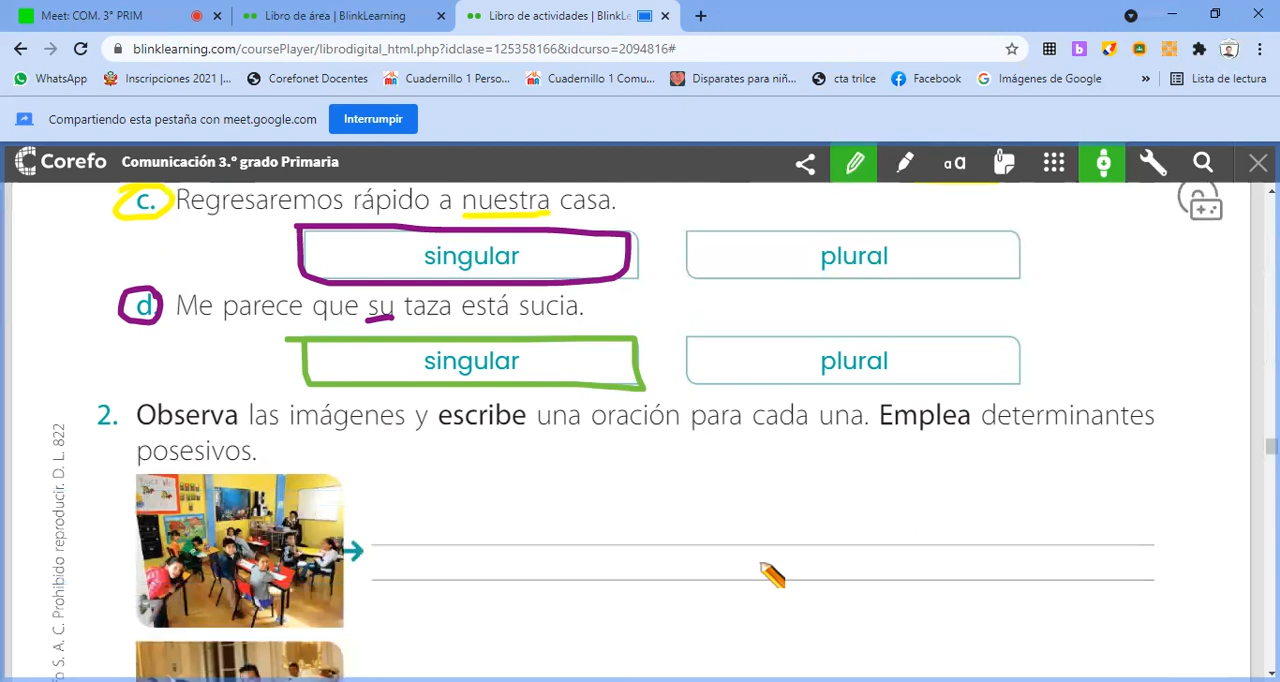 Meet: COM. 3° PRIM
Libro de área | BlinkLearning
Libro de actividades | BlinkL
blinklearning.com/coursePlayer/librodigital_html.php?idclase=125358166&idcurso=2094816#
WhatsApp
Inscripciones 2021 |...
Corefonet Docentes
Cuadernillo 1 Perso...
Cuadernillo 1 Comu...
Disparates para niñ...
cta trilce
Facebook
Imágenes de Google
»
Lista de lectura
Compartiendo esta pestaña con meet.google.com
Interrumpir
Corefo
Comunicación 3.º grado Primaria
aA
c. Regresaremos rápido a nuestra casa.
singular
plural
d. Me parece que su taza está sucia.
singular
plural
2. Observa las imágenes y escribe una oración para cada una. Emplea determinantes
posesivos.
S. A. C. Prohibido reproducir. D. L. 822